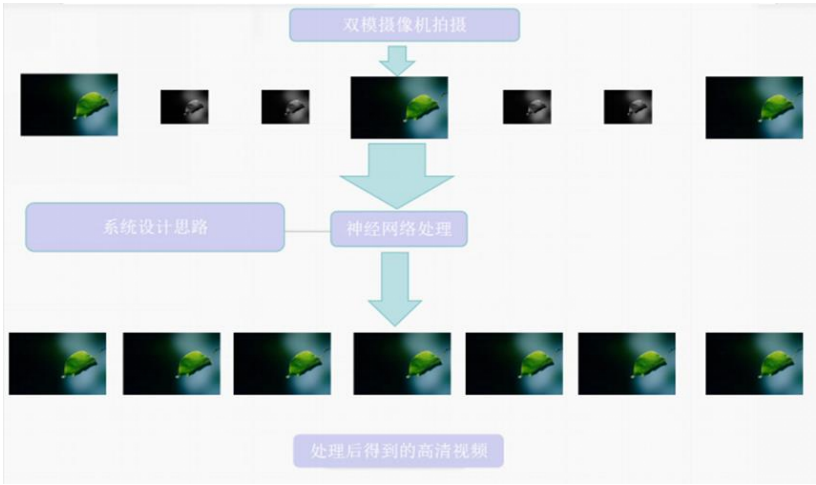 双模摄像机拍摄
系统设计思路
神经网络处理
处理后得到的高清视频